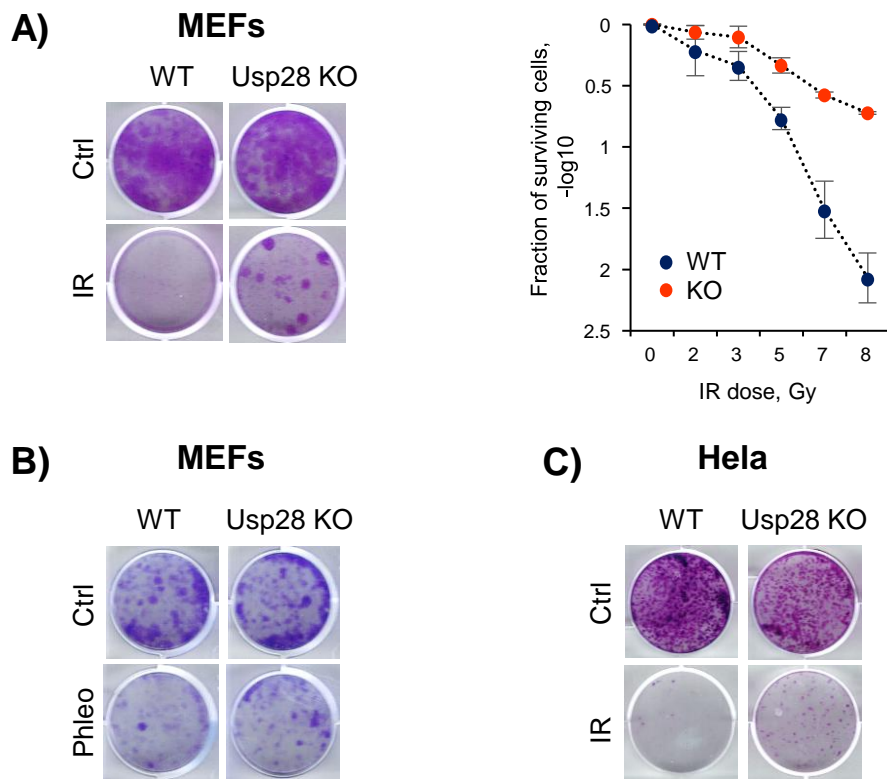 A)
MEFs
WT Usp28 KO
Ctrl
IR
Fraction of surviving cells,
-log10
0
0.5
1
1.5
2
2.5
WT
KO
0 2 3 5 7 8
IR dose, Gy
B)
MEFs
WT Usp28 KO
Ctrl
Phleo
C)
Hela
WT Usp28 KO
Ctrl
IR